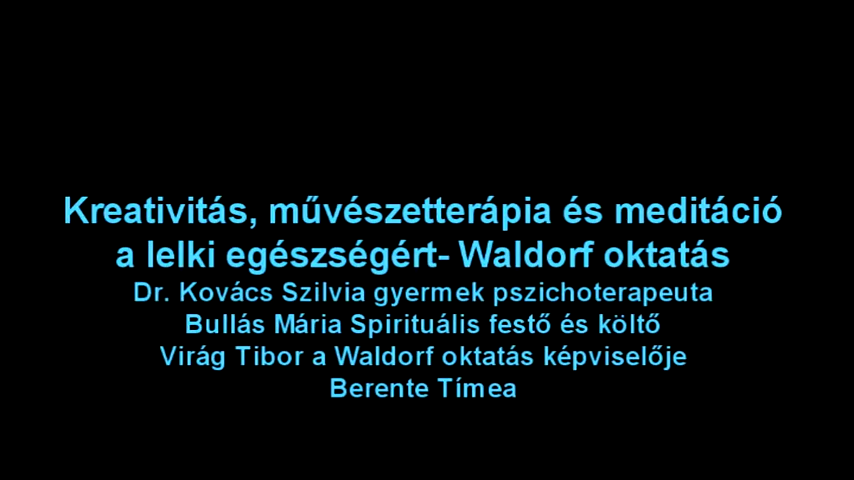 Kreativitás, művészetterápia és meditáció
a lelki egészségért- Waldorf oktatás
Dr. Kovács Szilvia gyermek pszichoterapeuta
Bullás Mária Spirituális festő és költő
Virág Tibor a Waldorf oktatás képviselője
Berente Tímea